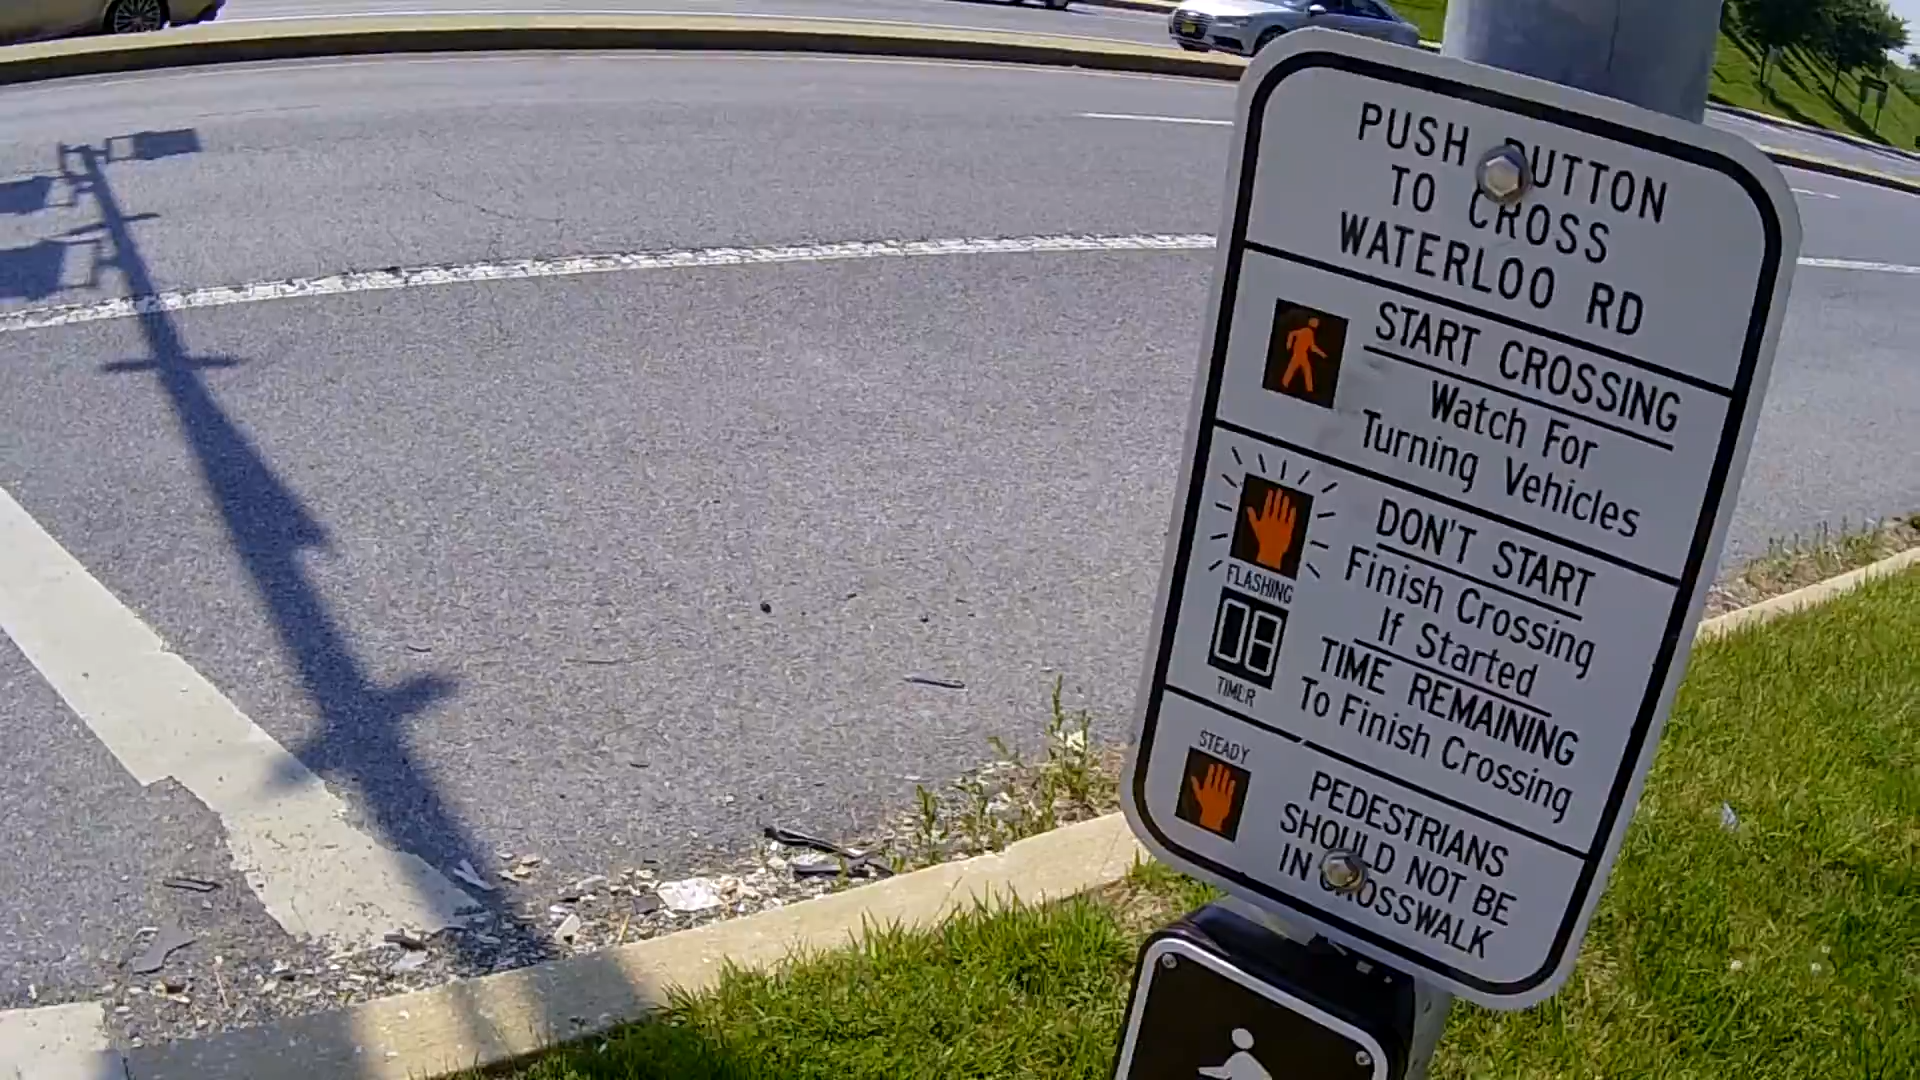 PUSH BUTTON
TO CROSS
WATERLOO RD
START CROSSING
Watch For
Turning Vehicles
FLASHING
TIMER
DON'T START
Finish Crossing
If Started
TIME REMAINING
To Finish Crossing
STEADY
PEDESTRIANS
SHOULD NOT BE
IN CROSSWALK